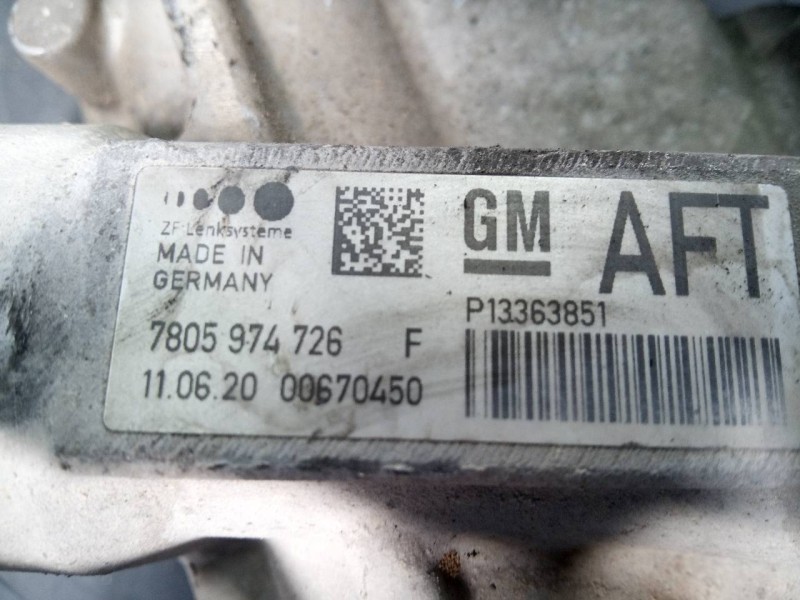 ZF-Lenksysteme
MADE IN
GERMANY
7805 974 726 F
11.06.20 00670450
GM
AFT
P13363851